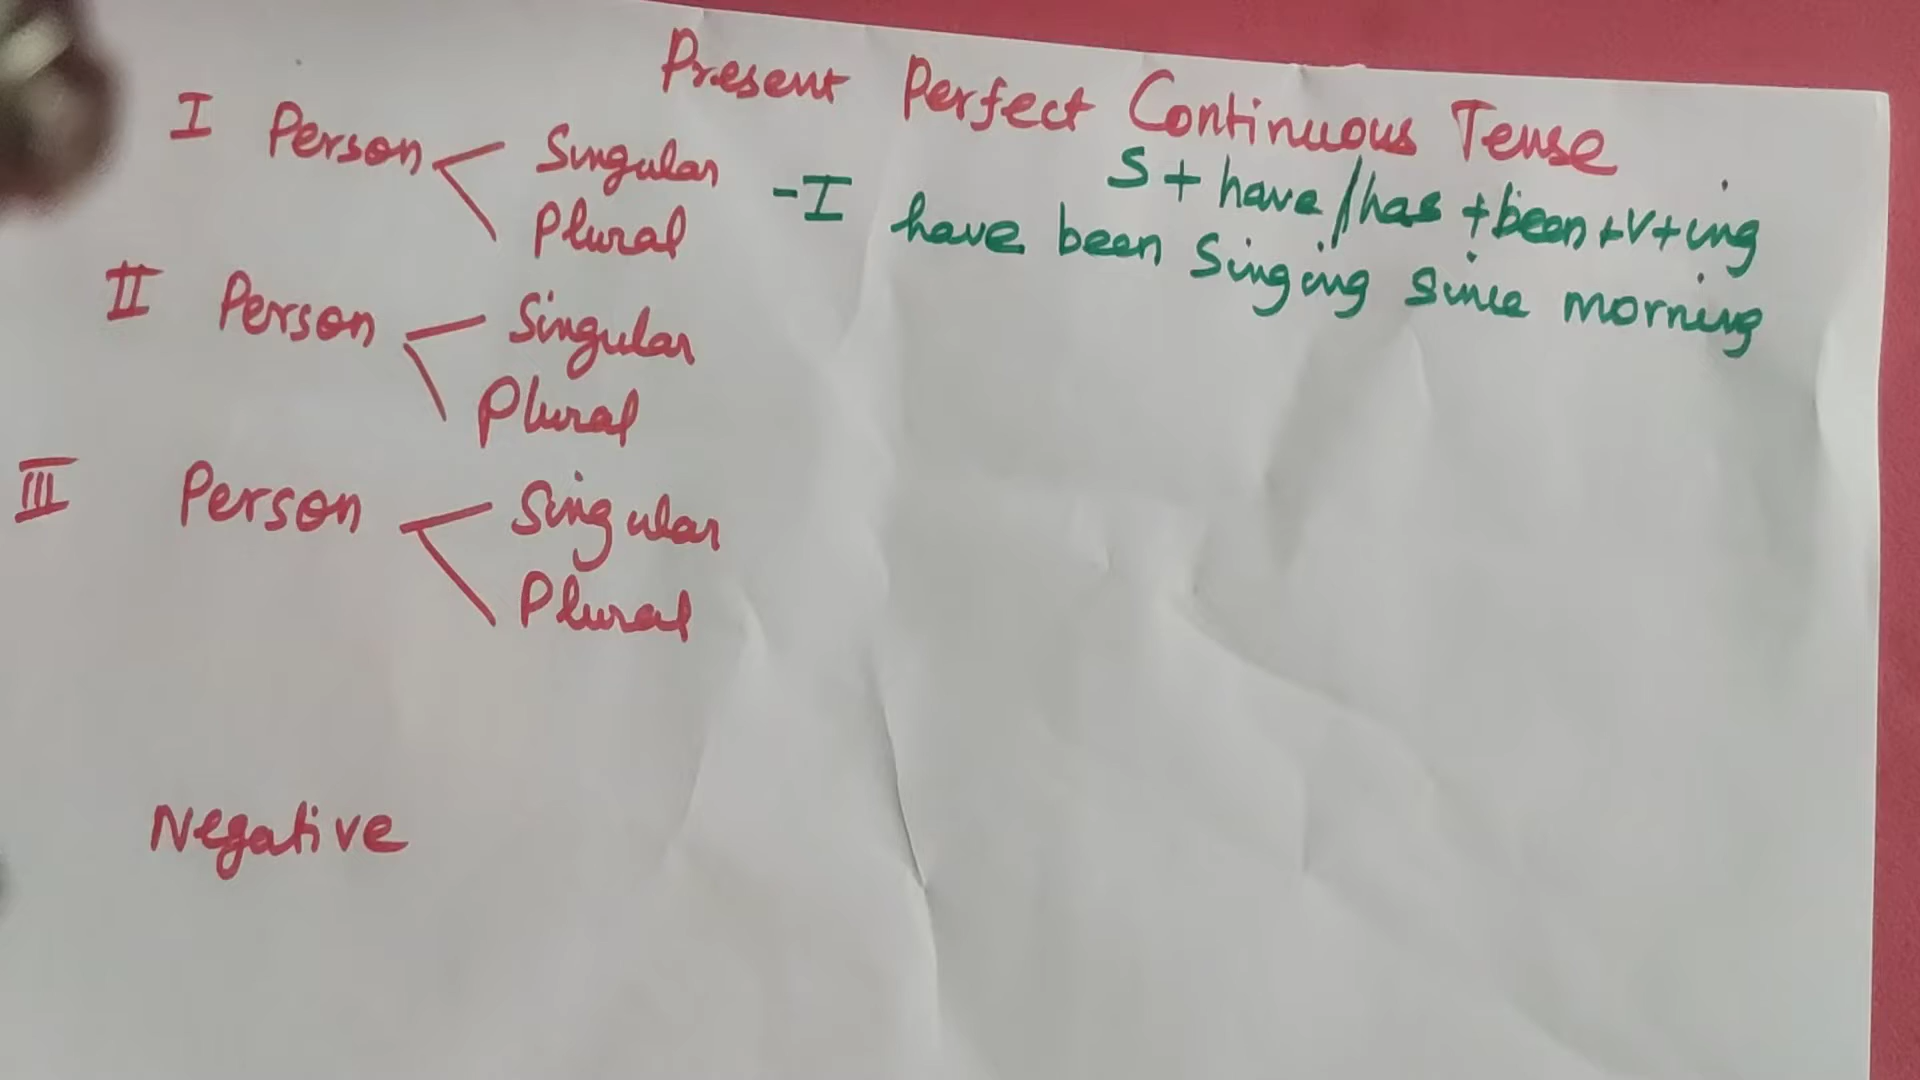 Present Perfect Continuous Tense
S + have / has + been + v + ing
I Person Singular - I have been Singing since morning
Plural
II Person Singular
Plural
III Person Singular
Plural
Negative